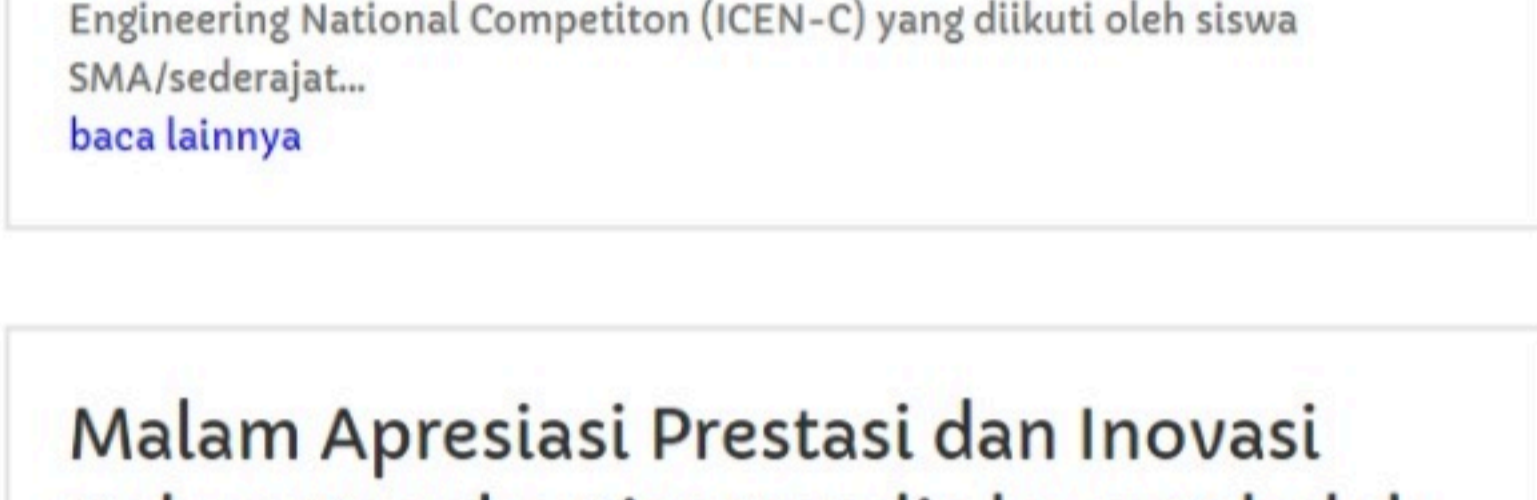 Engineering National Competiton (ICEN-C) yang diikuti oleh siswa
SMA/sederajat...
baca lainnya
Malam Apresiasi Prestasi dan Inovasi